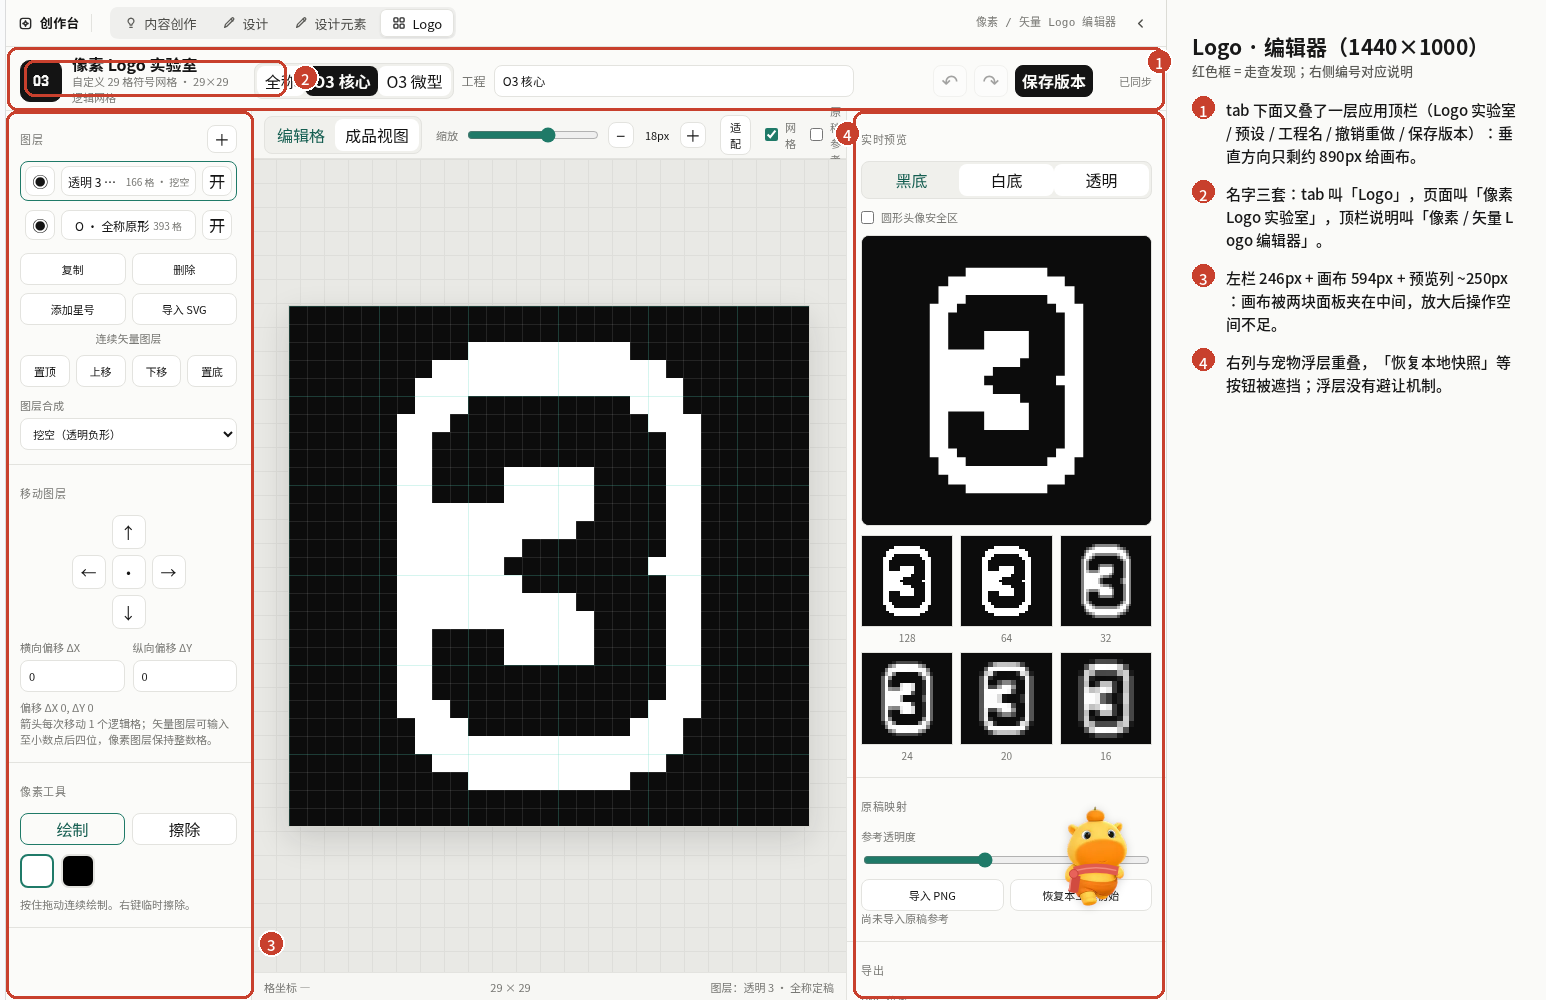 创作台
内容创作
设计
设计元素
Logo
像素 / 矢量 Logo 编辑器
03
像素 Logo 实验室
自定义 29 格符号网格 · 29×29
逻辑网格
全称
2
O3 核心
O3 微型
工程
O3 核心
保存版本
已同步
1
图层
透明 3 ···
166 格 · 挖空
开
O · 全称原形
393 格
开
复制
删除
添加星号
导入 SVG
连续矢量图层
置顶
上移
下移
置底
图层合成
挖空（透明负形）
移动图层
↑
←
·
→
↓
横向偏移 ΔX
纵向偏移 ΔY
0
0
偏移 ΔX 0, ΔY 0
箭头每次移动 1 个逻辑格；矢量图层可输入
至小数点后四位，像素图层保持整数格。
像素工具
绘制
擦除
按住拖动连续绘制。右键临时擦除。
3
编辑格
成品视图
缩放
−
18px
+
适
配
网
格
4
格坐标 —
29 × 29
图层：透明 3 · 全称定稿
实时预览
黑底
白底
透明
圆形头像安全区
128
64
32
24
20
16
原稿映射
参考透明度
导入 PNG
恢复本
初始
尚未导入原稿参考
导出
Logo · 编辑器（1440×1000）
红色框 = 走查发现；右侧编号对应说明
1
tab 下面又叠了一层应用顶栏（Logo 实验室
/ 预设 / 工程名 / 撤销重做 / 保存版本）：垂
直方向只剩约 890px 给画布。
2
名字三套：tab 叫「Logo」，页面叫「像素
Logo 实验室」，顶栏说明叫「像素 / 矢量 L
ogo 编辑器」。
3
左栏 246px + 画布 594px + 预览列 ~250px
：画布被两块面板夹在中间，放大后操作空
间不足。
4
右列与宠物浮层重叠，「恢复本地快照」等
按钮被遮挡；浮层没有避让机制。